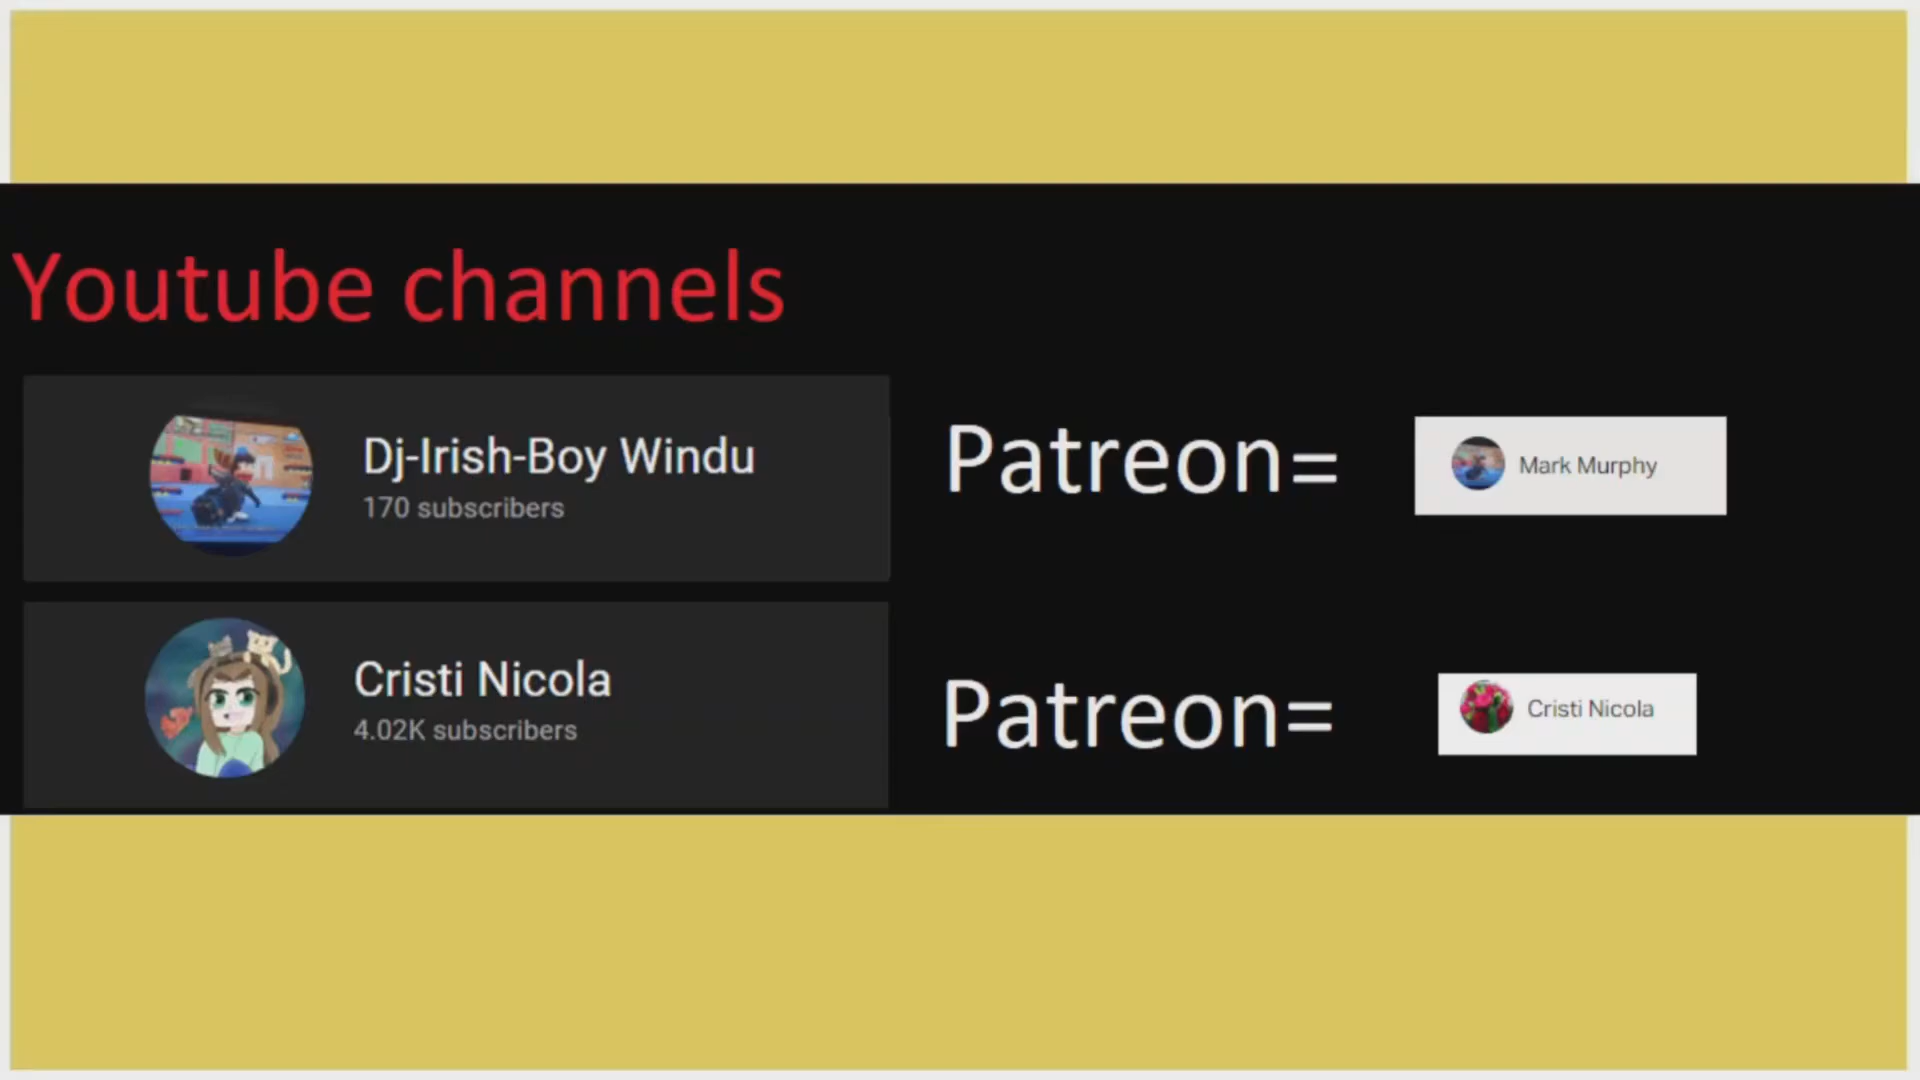 Youtube channels
Dj-Irish-Boy Windu
170 subscribers
Patreon=
Mark Murphy
Cristi Nicola
4.02K subscribers
Patreon=
Cristi Nicola